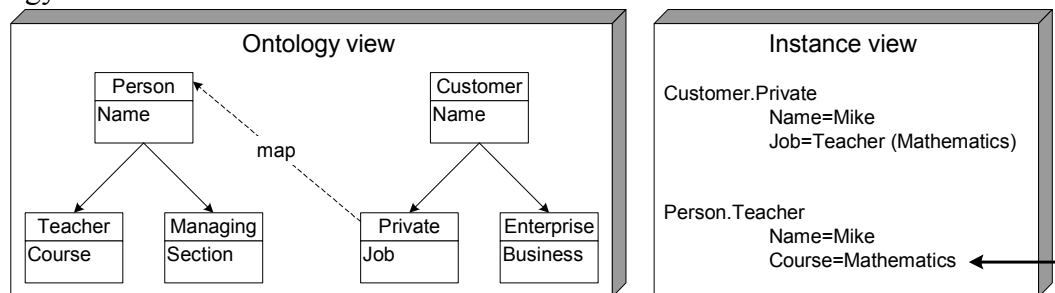 gy
Ontology view
Person
Name
Customer
Name
map
Teacher
Course
Managing
Section
Private
Job
Enterprise
Business
Instance view
Customer.Private
Name=Mike
Job=Teacher (Mathematics)
Person.Teacher
Name=Mike
Course=Mathematics